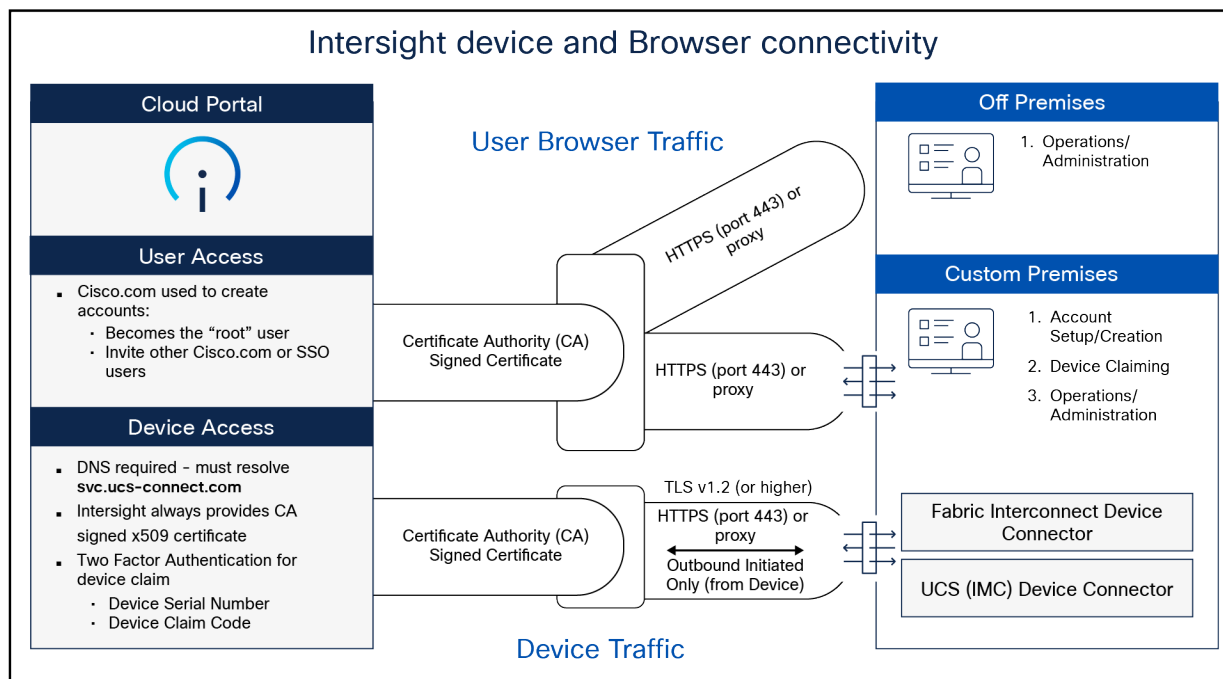 Intersight device and Browser connectivity
Cloud Portal
User Access
▪ Cisco.com used to create
accounts:
• Becomes the “root” user
• Invite other Cisco.com or SSO
users
Device Access
▪ DNS required – must resolve
svc.ucs-connect.com
▪ Intersight always provides CA
signed x509 certificate
▪ Two Factor Authentication for
device claim
• Device Serial Number
• Device Claim Code
User Browser Traffic
HTTPS (port 443) or
proxy
Certificate Authority (CA)
Signed Certificate
HTTPS (port 443) or
proxy
TLS v1.2 (or higher)
Certificate Authority (CA)
Signed Certificate
HTTPS (port 443) or
proxy
Outbound Initiated
Only (from Device)
Device Traffic
Off Premises
1. Operations/
Administration
Custom Premises
1. Account
Setup/Creation
2. Device Claiming
3. Operations/
Administration
Fabric Interconnect Device
Connector
UCS (IMC) Device Connector